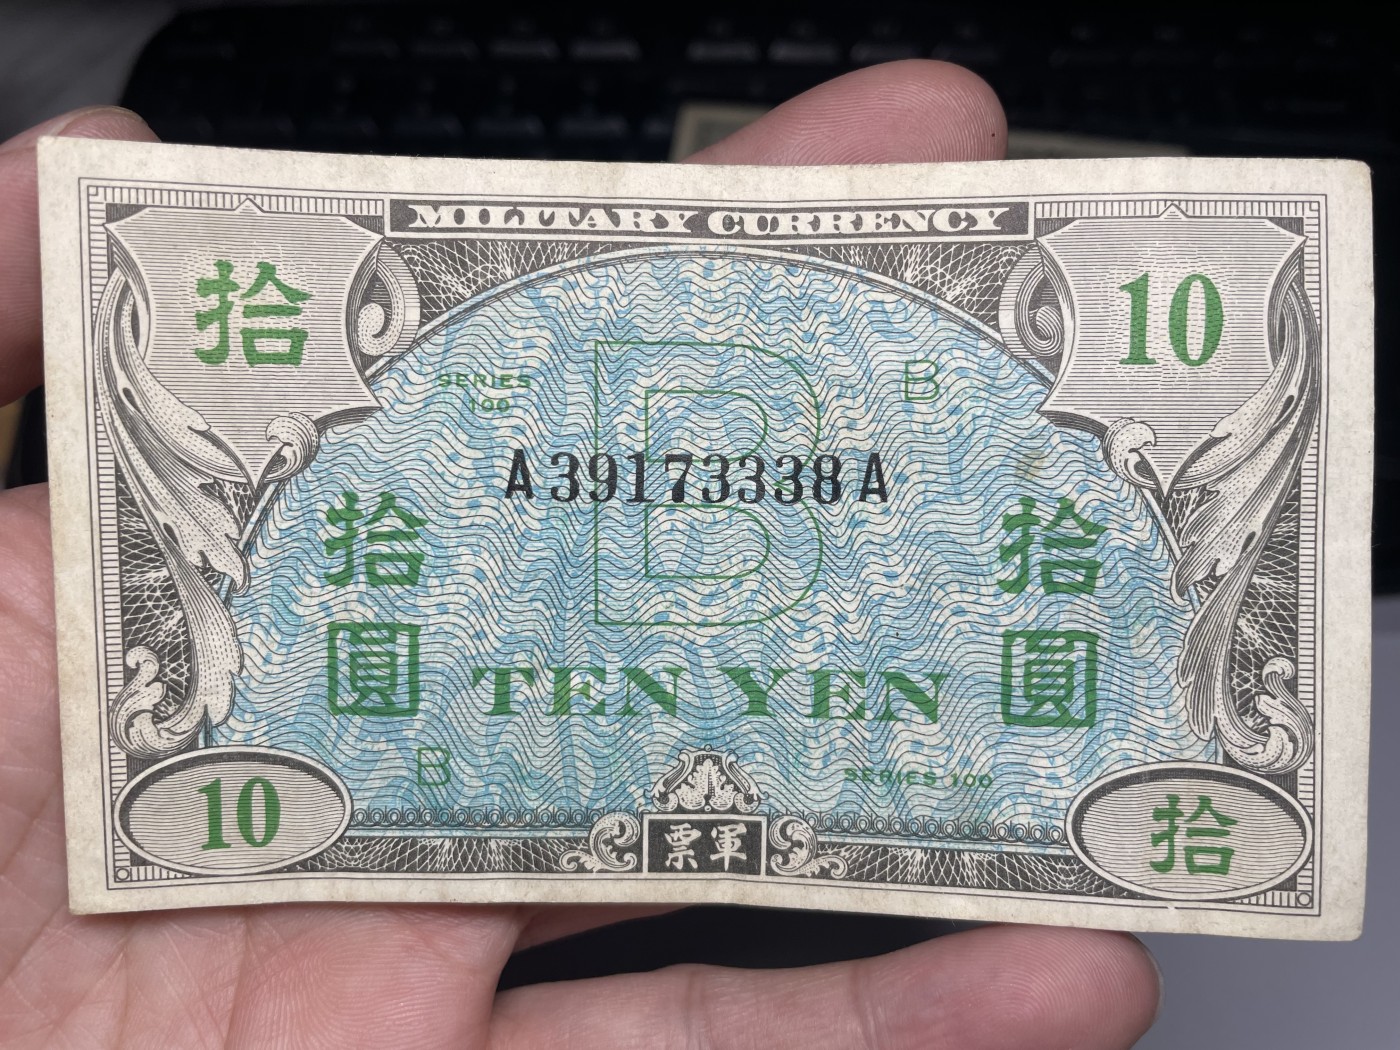 MILITARY CURRENCY
拾
10
SERIES
100
B
B
A39173338A
拾
圓
拾
圓
TEN YEN
B
SERIES 100
10
票軍
拾